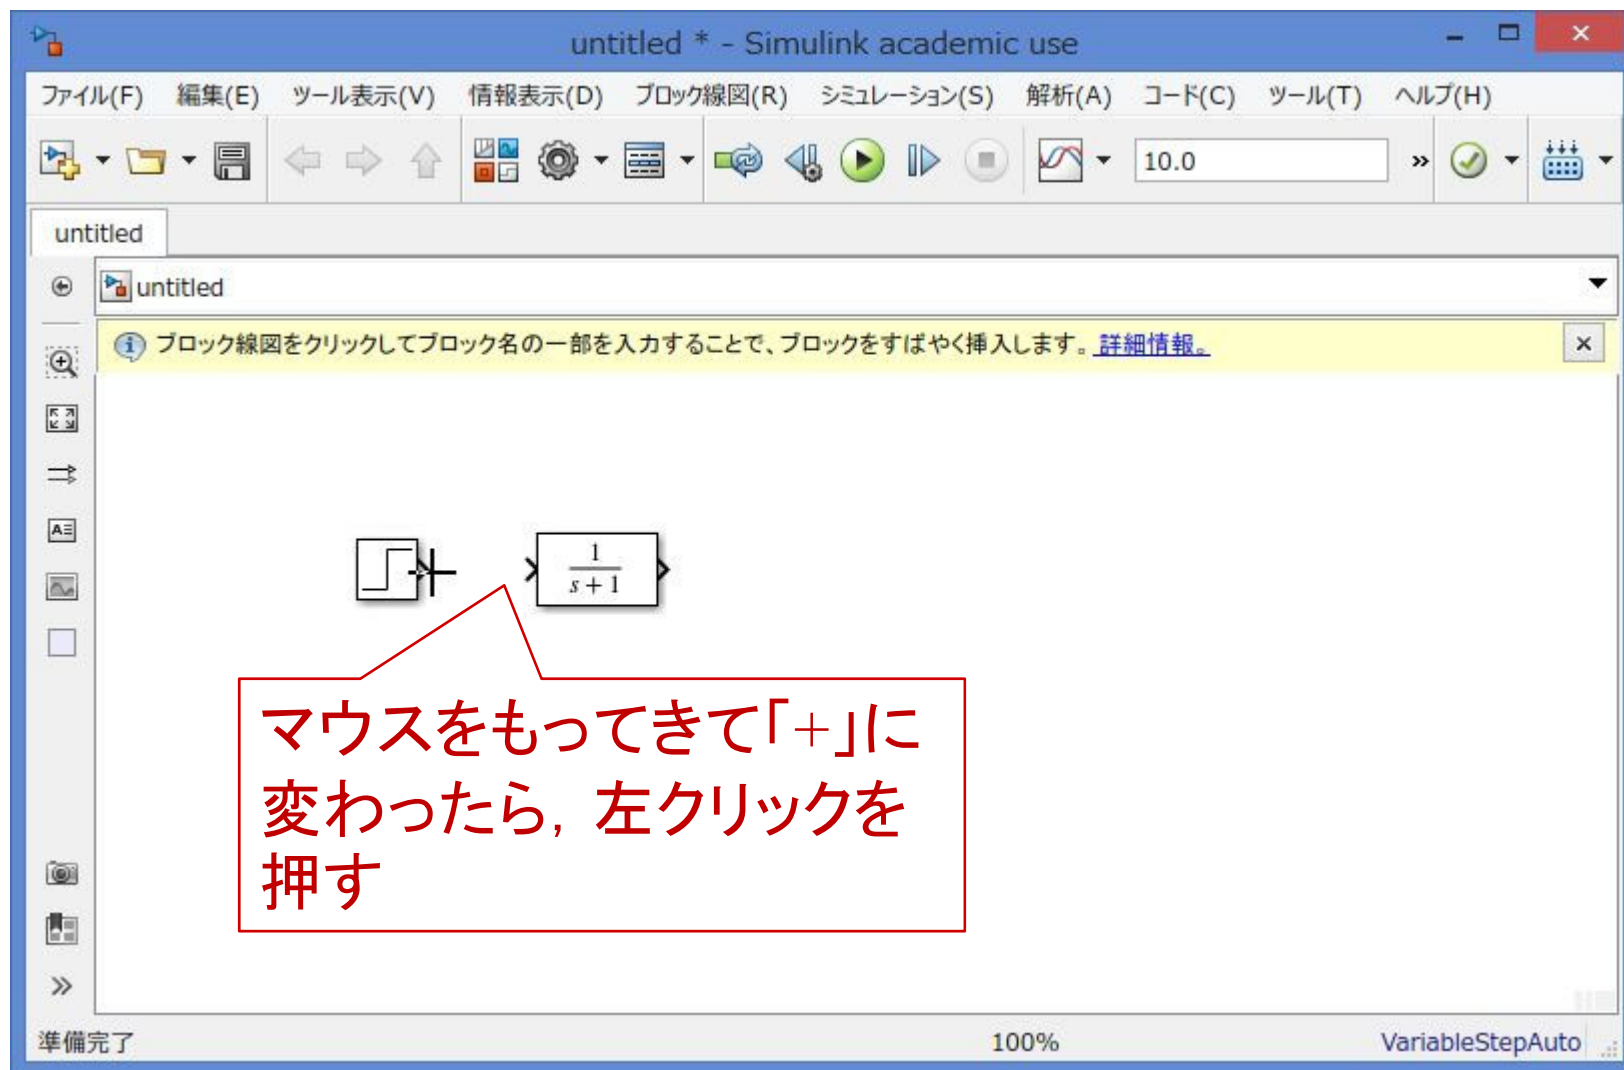 untitled * - Simulink academic use
ファイル(F) 編集(E) ツール表示(V) 情報表示(D) ブロック線図(R) シミュレーション(S) 解析(A) コード(C) ツール(T) ヘルプ(H)
10.0 »
untitled
untitled
ブロック線図をクリックしてブロック名の一部を入力することで、ブロックをすばやく挿入します。詳細情報。
1
s + 1
マウスをもってきて「+」に
変わったら，左クリックを
押す
準備完了 100% VariableStepAuto